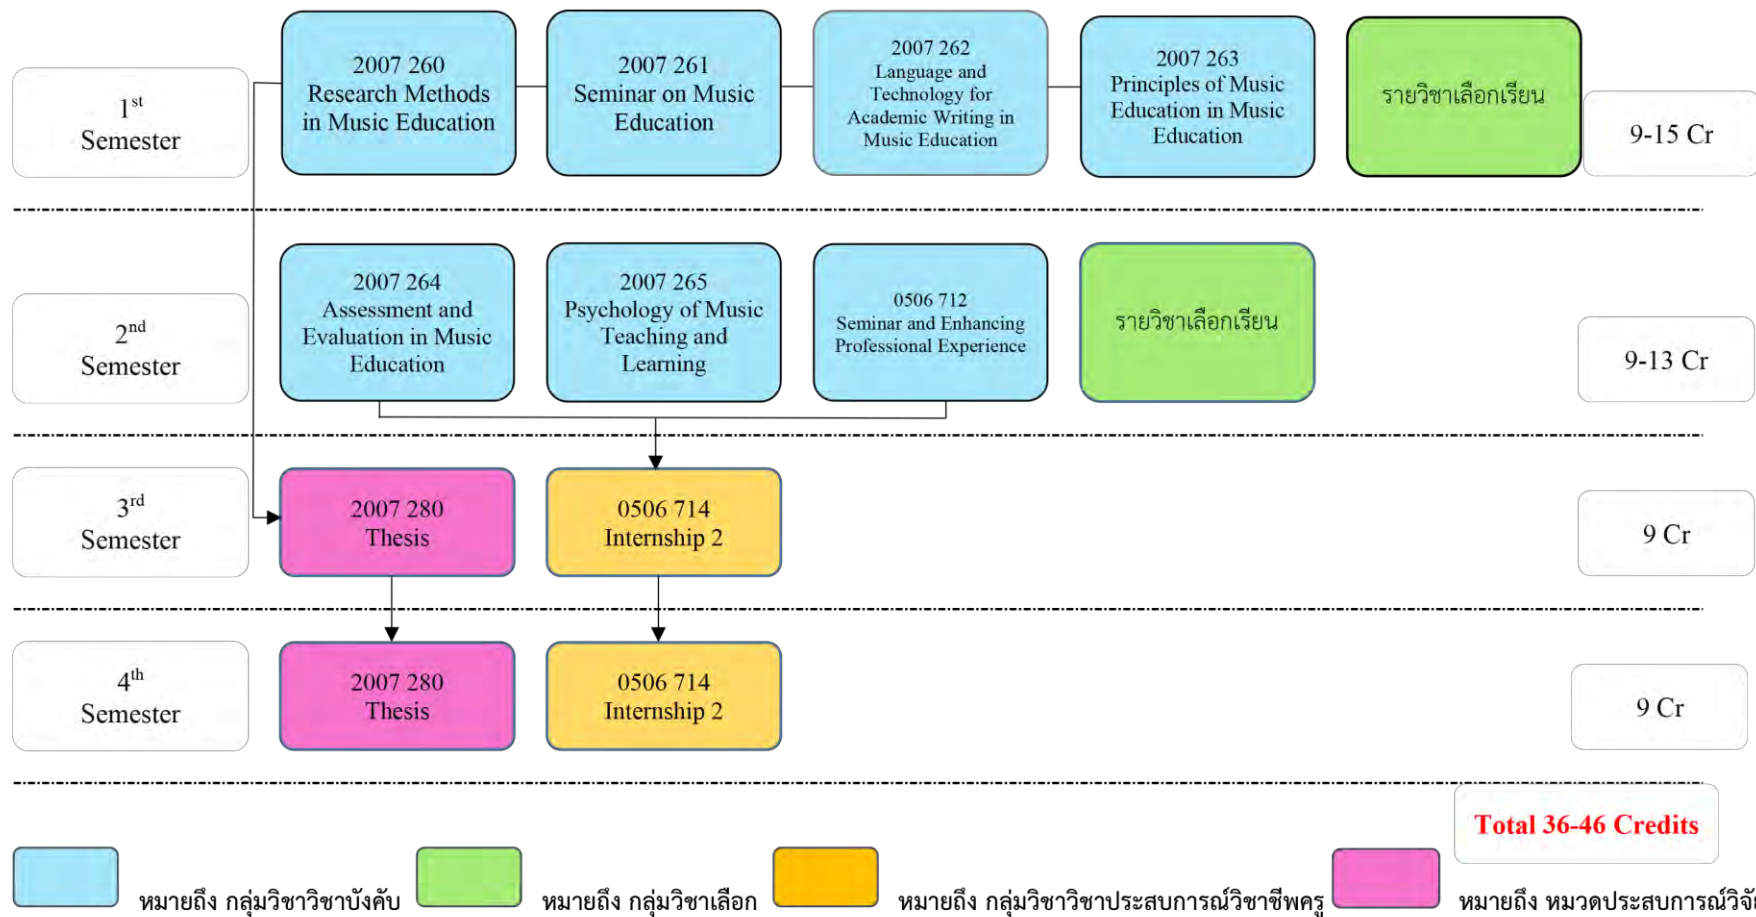 1st
Semester
2007 260
Research Methods
in Music Education
2007 261
Seminar on Music
Education
2007 262
Language and
Technology for
Academic Writing in
Music Education
2007 263
Principles of Music
Education in Music
Education
รายวิชาเลือกเรียน
9-15 Cr
2nd
Semester
2007 264
Assessment and
Evaluation in Music
Education
2007 265
Psychology of Music
Teaching and
Learning
0506 712
Seminar and Enhancing
Professional Experience
รายวิชาเลือกเรียน
9-13 Cr
3rd
Semester
2007 280
Thesis
0506 714
Internship 2
9 Cr
4th
Semester
2007 280
Thesis
0506 714
Internship 2
9 Cr
Total 36-46 Credits
หมายถึง กลุ่มวิชาวิชาบังคับ
หมายถึง กลุ่มวิชาเลือก
หมายถึง กลุ่มวิชาวิชาประสบการณ์วิชาชีพครู
หมายถึง หมวดประสบการณ์วิจั